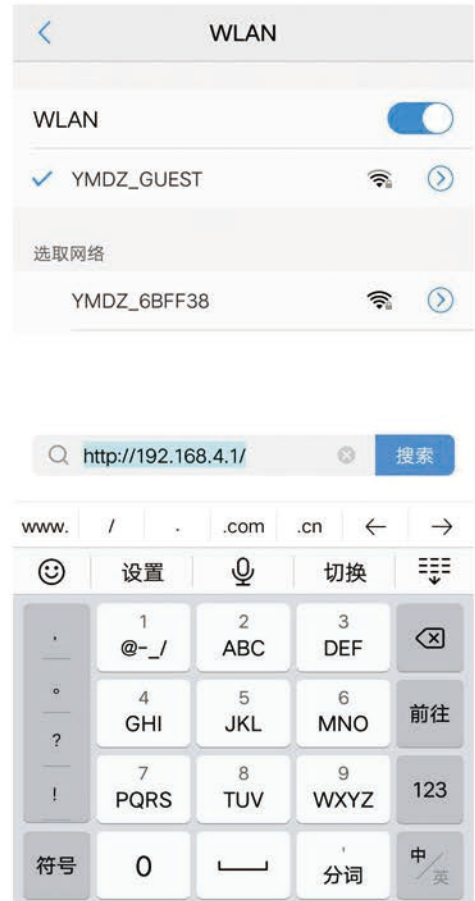 WLAN
WLAN
YMDZ_GUEST
选取网络
YMDZ_6BFF38
http://192.168.4.1/ 搜索
www. / . .com .cn ← →
设置 切换
, 1 2 3
@-_/ ABC DEF
。 4 5 6 前往
GHI JKL MNO
?
! 7 8 9 123
PQRS TUV WXYZ
符号 0 ' 中/英
分词